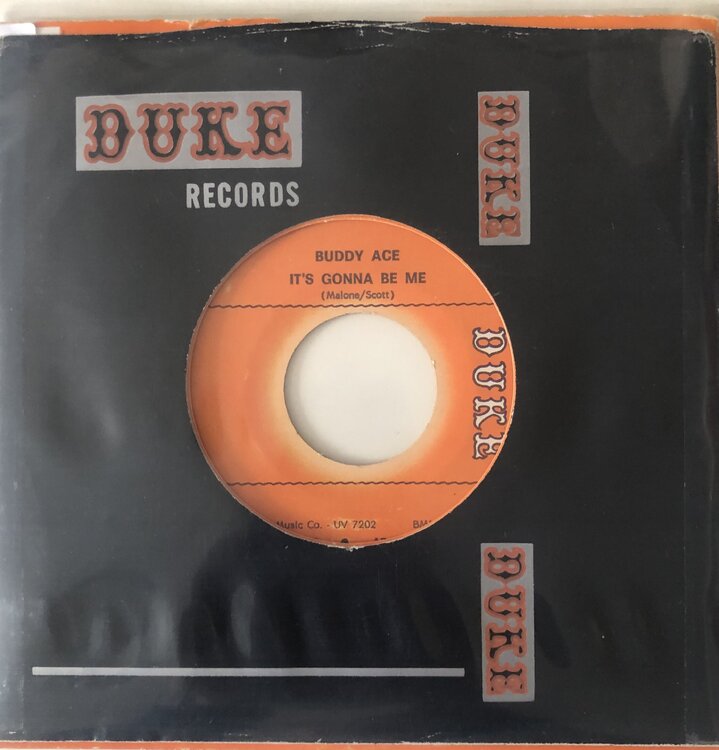 DUKE
RECORDS
DUKE
BUDDY ACE
IT'S GONNA BE ME
(Malone/Scott)
DUKE
Music Co. - UV 7202
DUKE